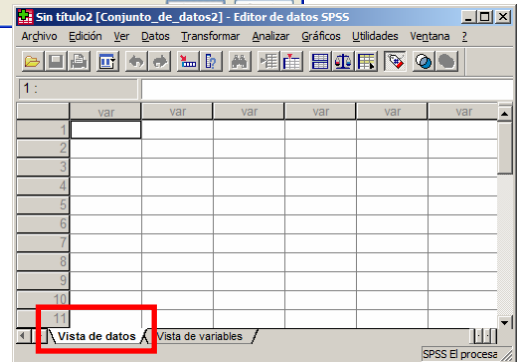 Sin título2 [Conjunto_de_datos2] - Editor de datos SPSS
Archivo Edición Ver Datos Transformar Analizar Gráficos Utilidades Ventana ?
1 :
var var var var var var
1
2
3
4
5
6
7
8
9
10
11
Vista de datos Vista de variables
SPSS El procesa